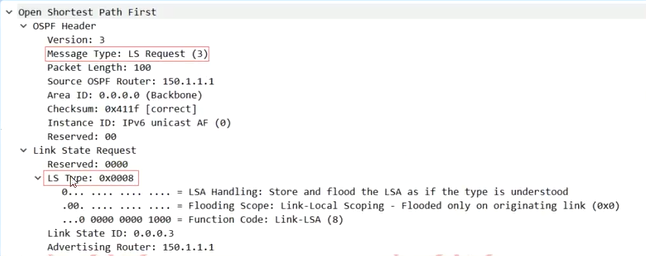 Open Shortest Path First
OSPF Header
Version: 3
Message Type: LS Request (3)
Packet Length: 100
Source OSPF Router: 150.1.1.1
Area ID: 0.0.0.0 (Backbone)
Checksum: 0x411f [correct]
Instance ID: IPv6 unicast AF (0)
Reserved: 00
Link State Request
Reserved: 0000
LS Type: 0x0008
0... .... .... .... = LSA Handling: Store and flood the LSA as if the type is understood
.00. .... .... .... = Flooding Scope: Link-Local Scoping - Flooded only on originating link (0x0)
...0 0000 0000 1000 = Function Code: Link-LSA (8)
Link State ID: 0.0.0.3
Advertising Router: 150.1.1.1